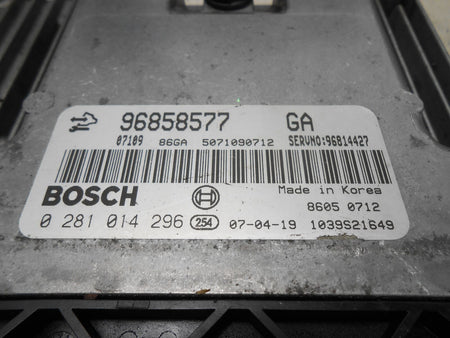 96858577 GA
07109 86GA 5071090712 SERVNO:96814427
BOSCH Made in Korea
8605 0712
0 281 014 296 254 07-04-19 1039S21649